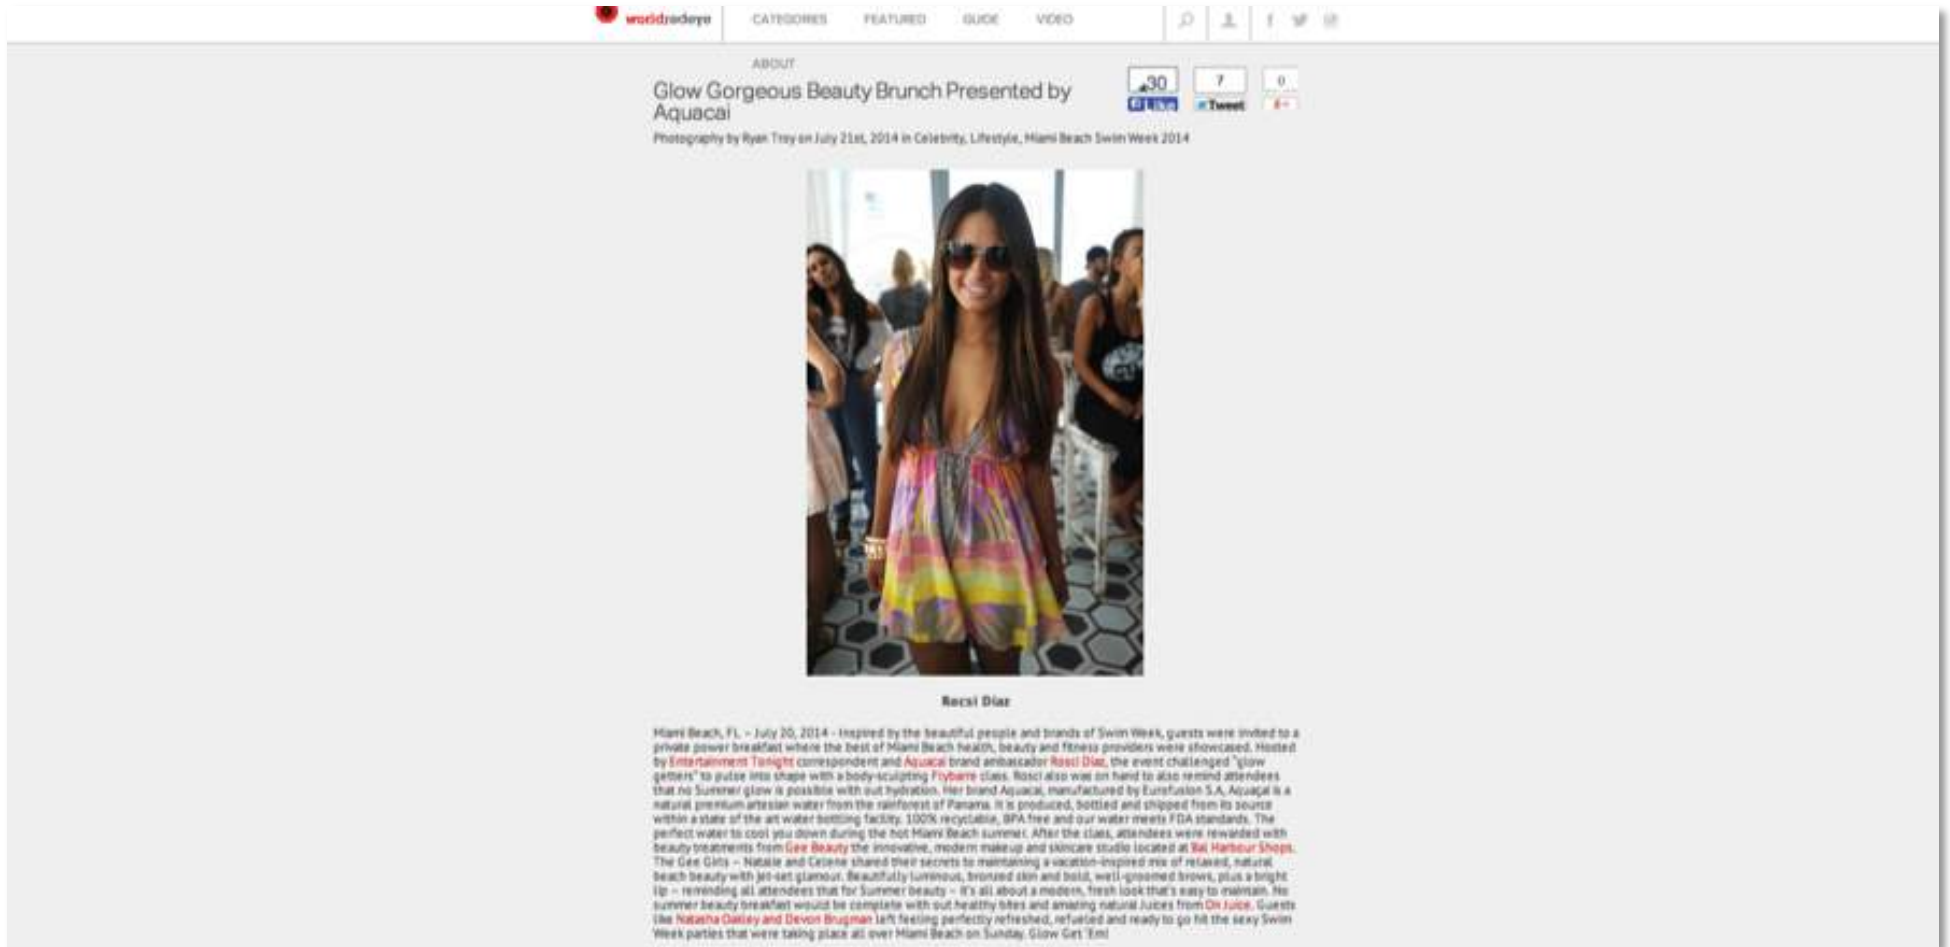 worldredeye CATEGORIES FEATURED GUIDE VIDEO
ABOUT
Glow Gorgeous Beauty Brunch Presented by
Aquacai
30 7 0
Like Tweet
Photography by Ryan Troy on July 21st, 2014 in Celebrity, Lifestyle, Miami Beach Swim Week 2014
Rocsi Diaz
Miami Beach, FL – July 20, 2014 - Inspired by the beautiful people and brands of Swim Week, guests were invited to a
private power breakfast where the best of Miami Beach health, beauty and fitness providers were showcased. Hosted
by Entertainment Tonight correspondent and Aquacai brand ambassador Rosci Diaz, the event challenged "glow
getters" to pulse into shape with a body-sculpting Flybarre class. Rosci also was on hand to also remind attendees
that no Summer glow is possible with out hydration. Her brand Aquacai, manufactured by Eurofusion S.A, Aquaçai is a
natural premium artesian water from the rainforest of Panama. It is produced, bottled and shipped from its source
within a state of the art water bottling facility. 100% recyclable, BPA free and our water meets FDA standards. The
perfect water to cool you down during the hot Miami Beach summer. After the class, attendees were rewarded with
beauty treatments from Gee Beauty the innovative, modern makeup and skincare studio located at Bal Harbour Shops.
The Gee Girls – Natalie and Celene shared their secrets to maintaining a vacation-inspired mix of relaxed, natural
beach beauty with jet-set glamour. Beautifully luminous, bronzed skin and bold, well-groomed brows, plus a bright
lip – reminding all attendees that for Summer beauty – it's all about a modern, fresh look that's easy to maintain. No
summer beauty breakfast would be complete with out healthy bites and amazing natural Juices from On Juice. Guests
like Natasha Oakley and Devon Brugman left feeling perfectly refreshed, refueled and ready to go hit the sexy Swim
Week parties that were taking place all over Miami Beach on Sunday. Glow Get 'Em!